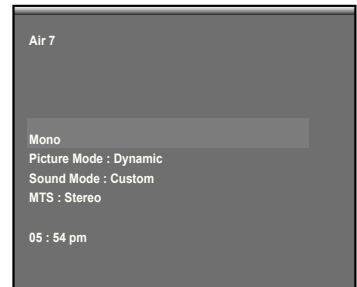 Air 7
Mono
Picture Mode : Dynamic
Sound Mode : Custom
MTS : Stereo
05 : 54 pm